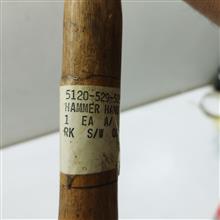 5120-529-
HAMMER HAN
1 EA A/
RK S/W